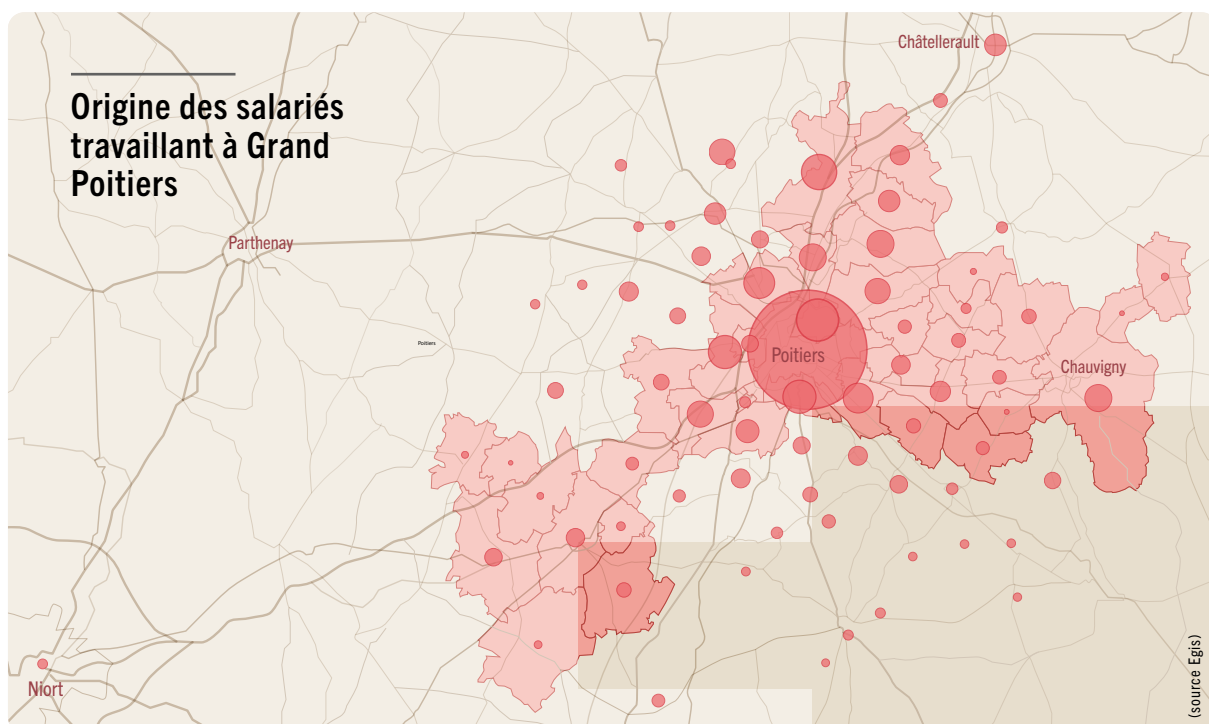 Origine des salariés
travaillant à Grand
Poitiers
Châtellerault
Parthenay
Poitiers
Poitiers
Chauvigny
Niort
(source Egis)